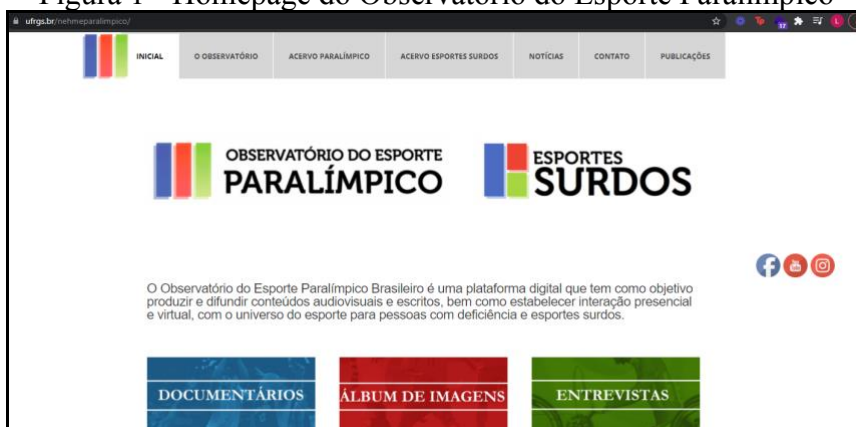 Figura 1 - Homepage do Observatório do Esporte Paralímpico
ufrgs.br/nehmeparalimpico/
INICIAL O OBSERVATÓRIO ACERVO PARALÍMPICO ACERVO ESPORTES SURDOS NOTÍCIAS CONTATO PUBLICAÇÕES
OBSERVATÓRIO DO ESPORTE
PARALÍMPICO
ESPORTES
SURDOS
O Observatório do Esporte Paralímpico Brasileiro é uma plataforma digital que tem como objetivo
produzir e difundir conteúdos audiovisuais e escritos, bem como estabelecer interação presencial
e virtual, com o universo do esporte para pessoas com deficiência e esportes surdos.
DOCUMENTÁRIOS ÁLBUM DE IMAGENS ENTREVISTAS